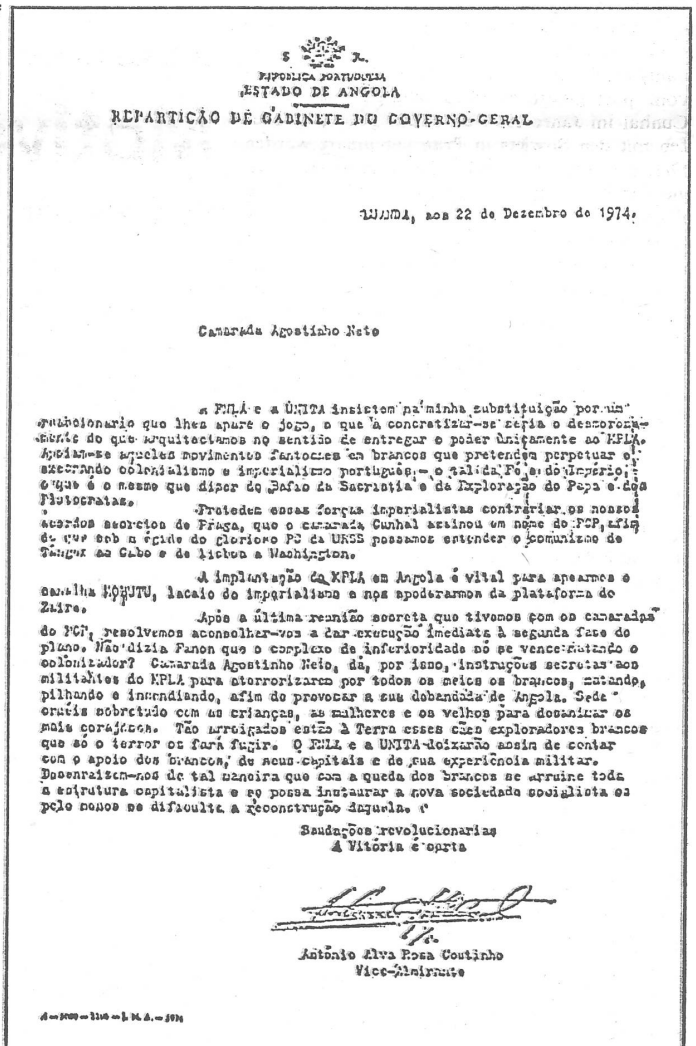 S. R.
REPÚBLICA PORTUGUESA
ESTADO DE ANGOLA
REPARTIÇÃO DE GABINETE DO GOVERNO-GERAL
LUANDA, aos 22 de Dezembro de 1974.
Camarada Agostinho Neto
A FNLA e a UNITA insistem na minha substituição por um
reaccionario que lhes apare o jogo, o que a concretizar-se seria o desmorona-
mento do que arquitectamos no sentido de entregar o poder únicamente ao MPLA.
Apoiam-se aqueles movimentos fantoches em brancos que pretendem perpetuar o
execrando colonialismo e imperialismo português – o tal da Fé e do Império,
o que é o mesmo que dizer do Bafio da Sacristia e da Exploração do Papa e dos
Plutocratas.
Pretendem essas forças imperialistas contrariar os nossos
acordos secretos de Praga, que o camarada Cunhal assinou em nome do PCP, afim
de que sob a égide do glorioso PC da URSS possamos estender o comunismo de
Tânger ao Cabo e de Lisboa a Washington.
A implantação do MPLA em Angola é vital para apearmos o
canalha MOBUTU, lacaio do imperialismo e nos apoderarmos da plataforma do
Zaire.
Após a última reunião secreta que tivemos com os camaradas
do PCP, resolvemos aconselhar-vos a dar execução imediata à segunda fase do
plano. Não dizia Fanon que o complexo de inferioridade só se vence matando o
colonizador? Camarada Agostinho Neto, dá, por isso, instruções secretas aos
militantes do MPLA para aterrorizarem por todos os meios os brancos, matando,
pilhando e incendiando, afim de provocar a sua debandada de Angola. Sede
cruéis sobretudo com as crianças, as mulheres e os velhos para desanimar os
mais corajosos. Tão arreigados estão à Terra esses cães exploradores brancos
que só o terror os fará fugir. O FNLA e a UNITA deixarão assim de contar
com o apoio dos brancos, de seus capitais e de sua experiência militar.
Desenraizem-nos de tal maneira que com a queda dos brancos se arruine toda
a estrutura capitalista e se possa instaurar a nova sociedade socialista ou
pelo menos se dificulte a reconstrução daquela.
Saudações revolucionarias
A Vitória é certa
António Alva Rosa Coutinho
Vice-Almirante